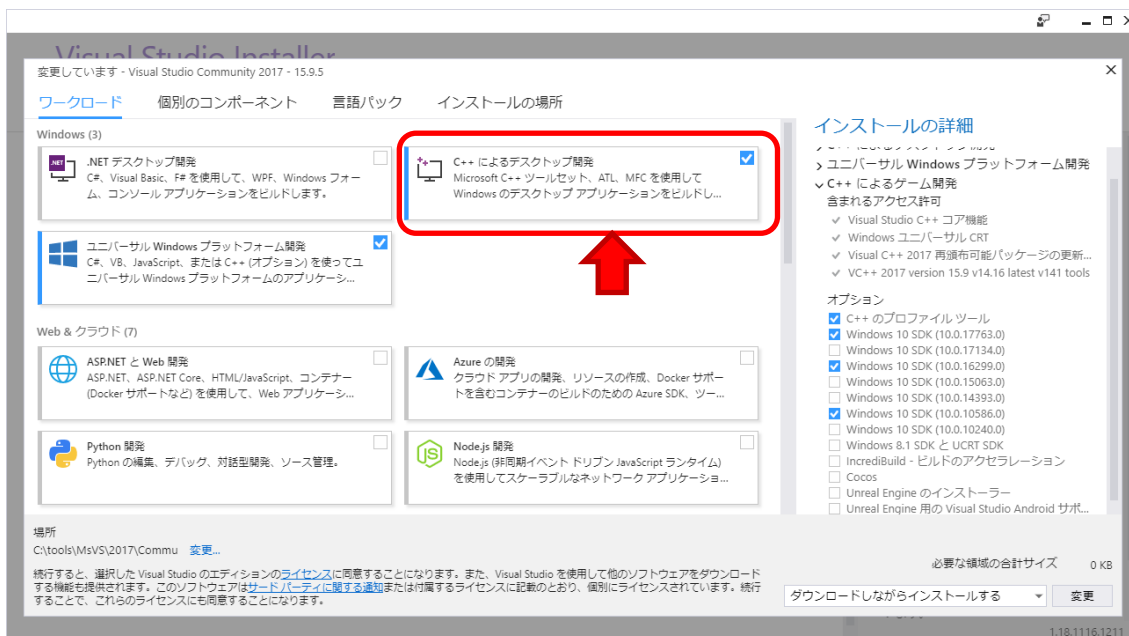 Visual Studio Installer
変更しています - Visual Studio Community 2017 - 15.9.5
ワークロード 個別のコンポーネント 言語パック インストールの場所
Windows (3)
.NET デスクトップ開発
C#、Visual Basic、F# を使用して、WPF、Windows フォー
ム、コンソール アプリケーションをビルドします。
C++ によるデスクトップ開発
Microsoft C++ ツールセット、ATL、MFC を使用して
Windows のデスクトップ アプリケーションをビルドし...
ユニバーサル Windows プラットフォーム開発
C#、VB、JavaScript、または C++ (オプション) を使ってユ
ニバーサル Windows プラットフォームのアプリケーシ...
Web & クラウド (7)
ASP.NET と Web 開発
ASP.NET、ASP.NET Core、HTML/JavaScript、コンテナー
(Docker サポートなど) を使用して、Web アプリケーシ...
Azure の開発
クラウド アプリの開発、リソースの作成、Docker サポー
トを含むコンテナーのビルドのための Azure SDK、ツー...
Python 開発
Python の編集、デバッグ、対話型開発、ソース管理。
Node.js 開発
Node.js (非同期イベント ドリブン JavaScript ランタイム)
を使用してスケーラブルなネットワーク アプリケーショ...
インストールの詳細
C++ によるデスクトップ開発
ユニバーサル Windows プラットフォーム開発
C++ によるゲーム開発
含まれるアクセス許可
Visual Studio C++ コア機能
Windows ユニバーサル CRT
Visual C++ 2017 再頒布可能パッケージの更新...
VC++ 2017 version 15.9 v14.16 latest v141 tools
オプション
C++ のプロファイル ツール
Windows 10 SDK (10.0.17763.0)
Windows 10 SDK (10.0.17134.0)
Windows 10 SDK (10.0.16299.0)
Windows 10 SDK (10.0.15063.0)
Windows 10 SDK (10.0.14393.0)
Windows 10 SDK (10.0.10586.0)
Windows 10 SDK (10.0.10240.0)
Windows 8.1 SDK と UCRT SDK
IncrediBuild - ビルドのアクセラレーション
Cocos
Unreal Engine のインストーラー
Unreal Engine 用の Visual Studio Android サポ...
場所
C:\tools\MsVS\2017\Commu 変更...
続行すると、選択した Visual Studio のエディションのライセンスに同意することになります。また、Visual Studio を使用して他のソフトウェアをダウンロード
する機能も提供されます。このソフトウェアはサード パーティに関する通知または付属するライセンスに記載のとおり、個別にライセンスされています。続行
することで、これらのライセンスにも同意することになります。
必要な領域の合計サイズ 0 KB
ダウンロードしながらインストールする 変更
1.18.1116.1211